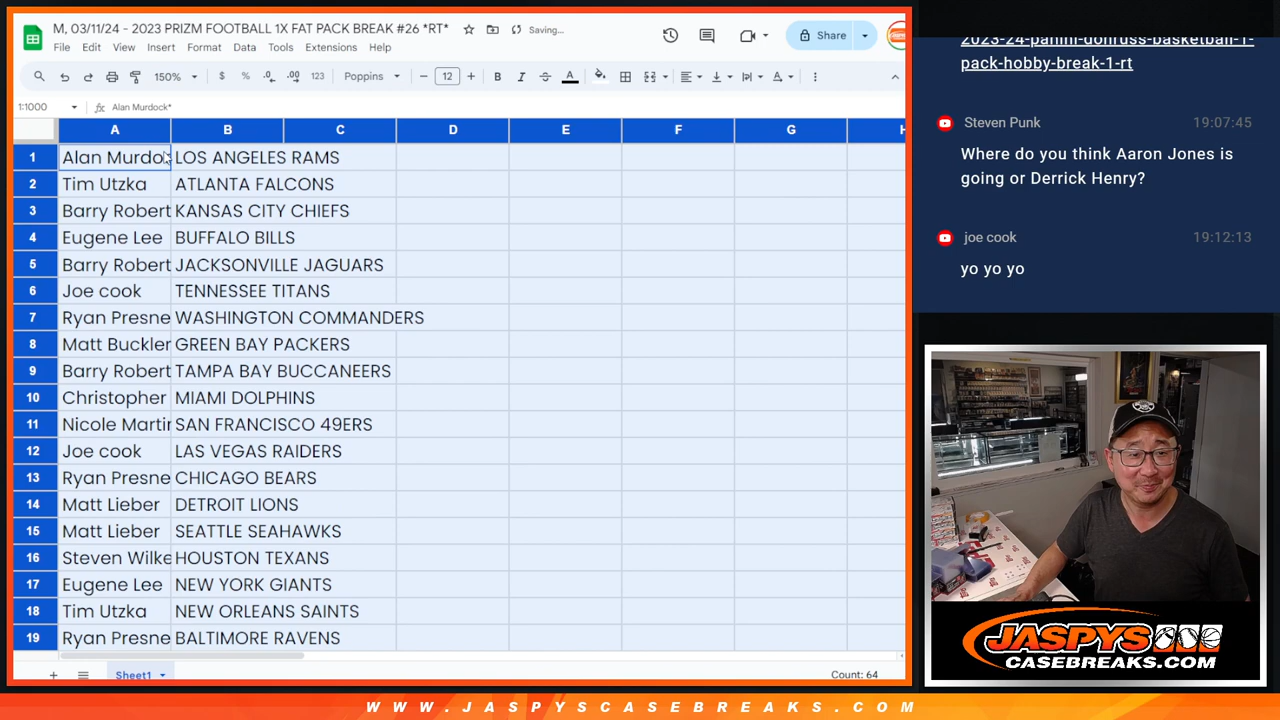 M, 03/11/24 - 2023 PRIZM FOOTBALL 1X FAT PACK BREAK #26 *RT*
Saving...
File Edit View Insert Format Data Tools Extensions Help
Share
150% $ % .0 .00 123 Poppins 12 B I A
1:1000 fx Alan Murdock*
A B C D E F G H
1 Alan Murdoc LOS ANGELES RAMS
2 Tim Utzka ATLANTA FALCONS
3 Barry Robert KANSAS CITY CHIEFS
4 Eugene Lee BUFFALO BILLS
5 Barry Robert JACKSONVILLE JAGUARS
6 Joe cook TENNESSEE TITANS
7 Ryan Presne WASHINGTON COMMANDERS
8 Matt Buckler GREEN BAY PACKERS
9 Barry Robert TAMPA BAY BUCCANEERS
10 Christopher MIAMI DOLPHINS
11 Nicole Martin SAN FRANCISCO 49ERS
12 Joe cook LAS VEGAS RAIDERS
13 Ryan Presne CHICAGO BEARS
14 Matt Lieber DETROIT LIONS
15 Matt Lieber SEATTLE SEAHAWKS
16 Steven Wilke HOUSTON TEXANS
17 Eugene Lee NEW YORK GIANTS
18 Tim Utzka NEW ORLEANS SAINTS
19 Ryan Presne BALTIMORE RAVENS
Sheet1
Count: 64
2023-24-panini-donruss-basketball-1-
pack-hobby-break-1-rt
Steven Punk 19:07:45
Where do you think Aaron Jones is
going or Derrick Henry?
joe cook 19:12:13
yo yo yo
JASPYS
CASEBREAKS.COM
WWW.JASPYSCASEBREAKS.COM